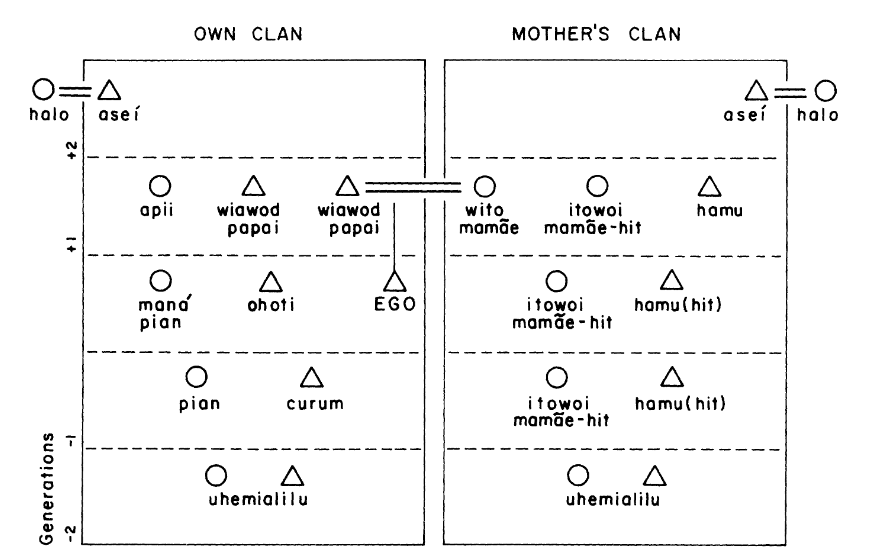 OWN CLAN MOTHER'S CLAN
halo aseí aseí halo
+2
apii wiawod papai wiawod papai wito mamãe itowoi mamãe-hit hamu
+1
maná pian ohoti EGO itowoi mamãe-hit hamu(hit)
pian curum itowoi mamãe-hit hamu(hit)
-1
uhemialilu uhemialilu
-2
Generations